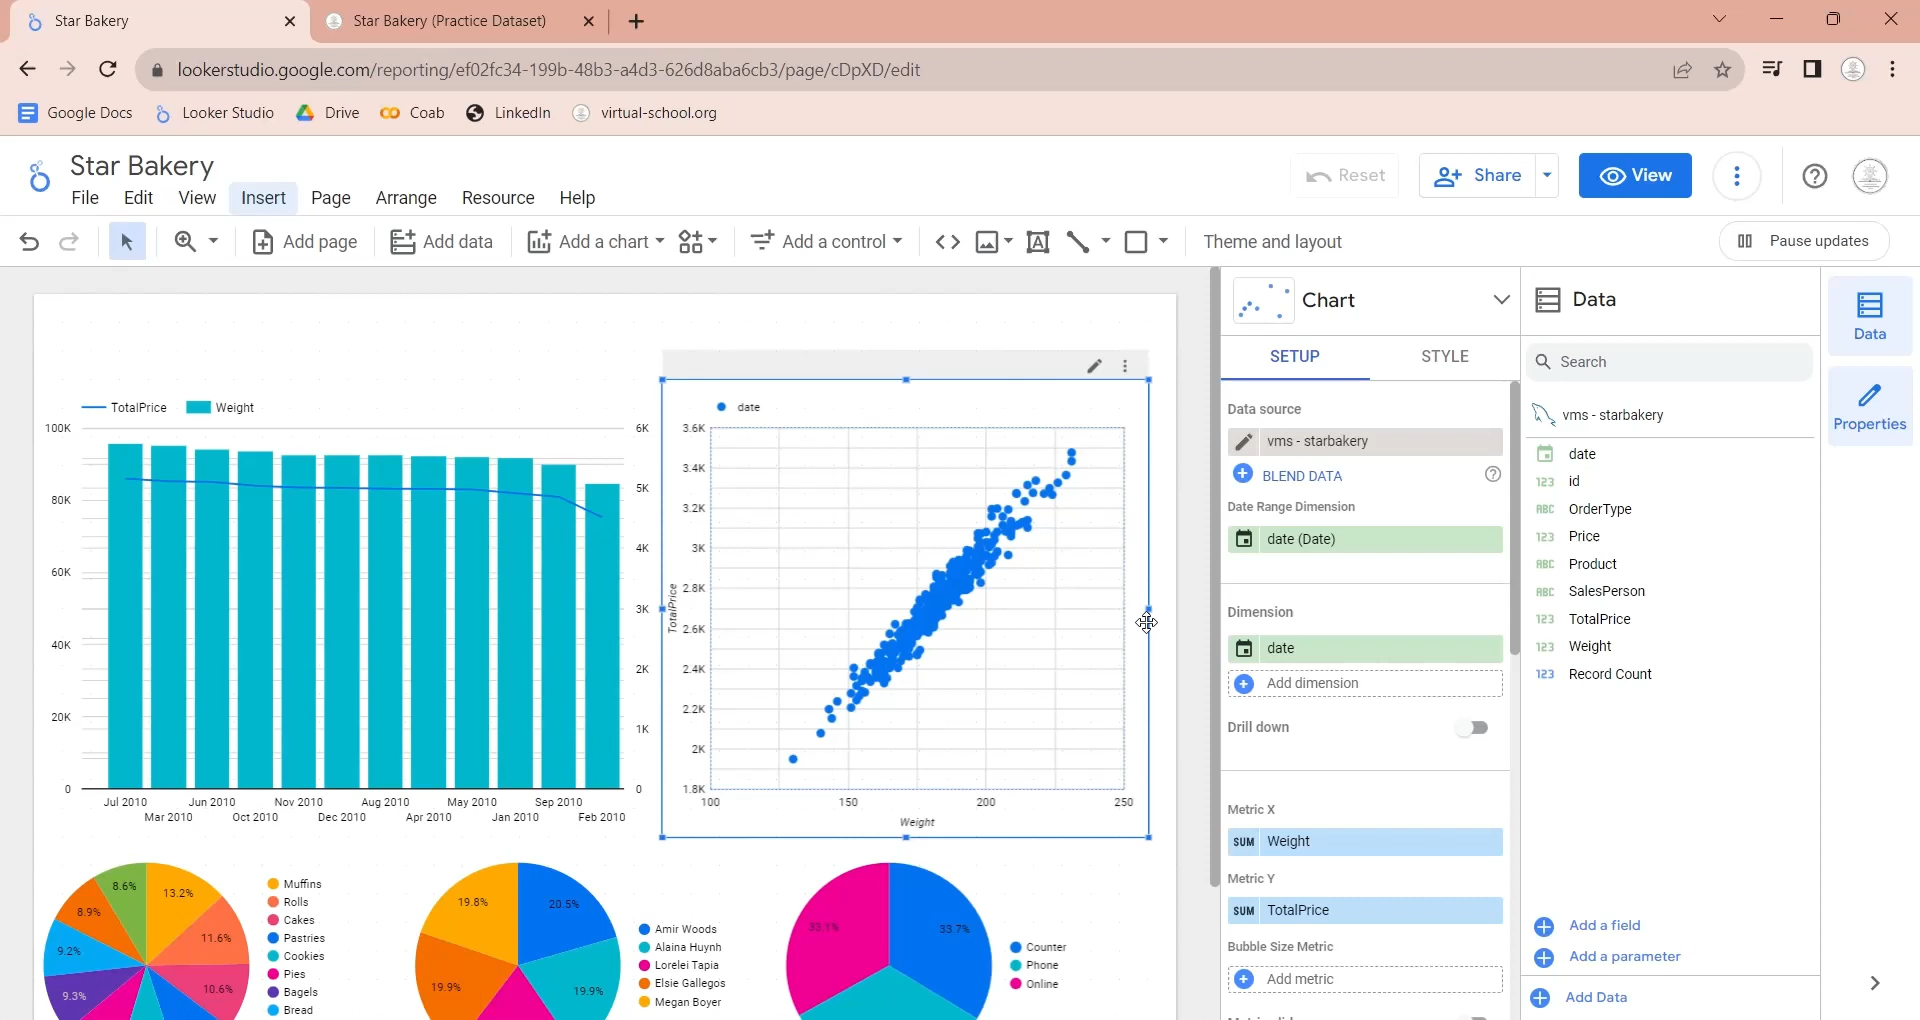 Star Bakery
Star Bakery (Practice Dataset)
lookerstudio.google.com/reporting/ef02fc34-199b-48b3-a4d3-626d8aba6cb3/page/cDpXD/edit
Google Docs Looker Studio Drive Coab LinkedIn virtual-school.org
Star Bakery
File Edit View Insert Page Arrange Resource Help
Reset Share View
Add page Add data Add a chart Add a control Theme and layout Pause updates
TotalPrice Weight
100K
80K
60K
40K
20K
0
6K
5K
4K
3K
2K
1K
0
Jul 2010 Jun 2010 Nov 2010 Aug 2010 May 2010 Sep 2010
Mar 2010 Oct 2010 Dec 2010 Apr 2010 Jan 2010 Feb 2010
date
TotalPrice
3.6K
3.4K
3.2K
3K
2.8K
2.6K
2.4K
2.2K
2K
1.8K
100 150 200 250
Weight
8.6%
13.2%
8.9%
11.6%
9.2%
10.6%
9.3%
Muffins
Rolls
Cakes
Pastries
Cookies
Pies
Bagels
Bread
19.8%
20.5%
19.9%
19.9%
Amir Woods
Alaina Huynh
Lorelei Tapia
Elsie Gallegos
Megan Boyer
33.1%
33.7%
Counter
Phone
Online
Chart
SETUP STYLE
Data source
vms - starbakery
BLEND DATA
Date Range Dimension
date (Date)
Dimension
date
Add dimension
Drill down
Metric X
SUM Weight
Metric Y
SUM TotalPrice
Bubble Size Metric
Add metric
Data
Search
vms - starbakery
date
123 id
ABC OrderType
123 Price
ABC Product
ABC SalesPerson
123 TotalPrice
123 Weight
123 Record Count
Add a field
Add a parameter
Add Data
Data
Properties